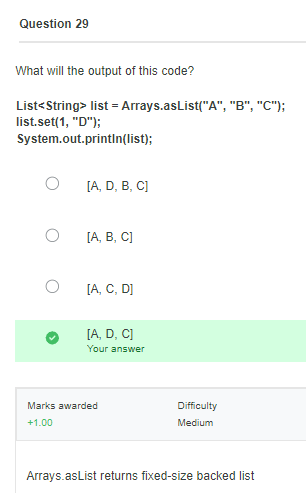 Question 29
What will the output of this code?
List<String> list = Arrays.asList("A", "B", "C");
list.set(1, "D");
System.out.println(list);
[A, D, B, C]
[A, B, C]
[A, C, D]
[A, D, C]
Your answer
Marks awarded Difficulty
+1.00 Medium
Arrays.asList returns fixed-size backed list